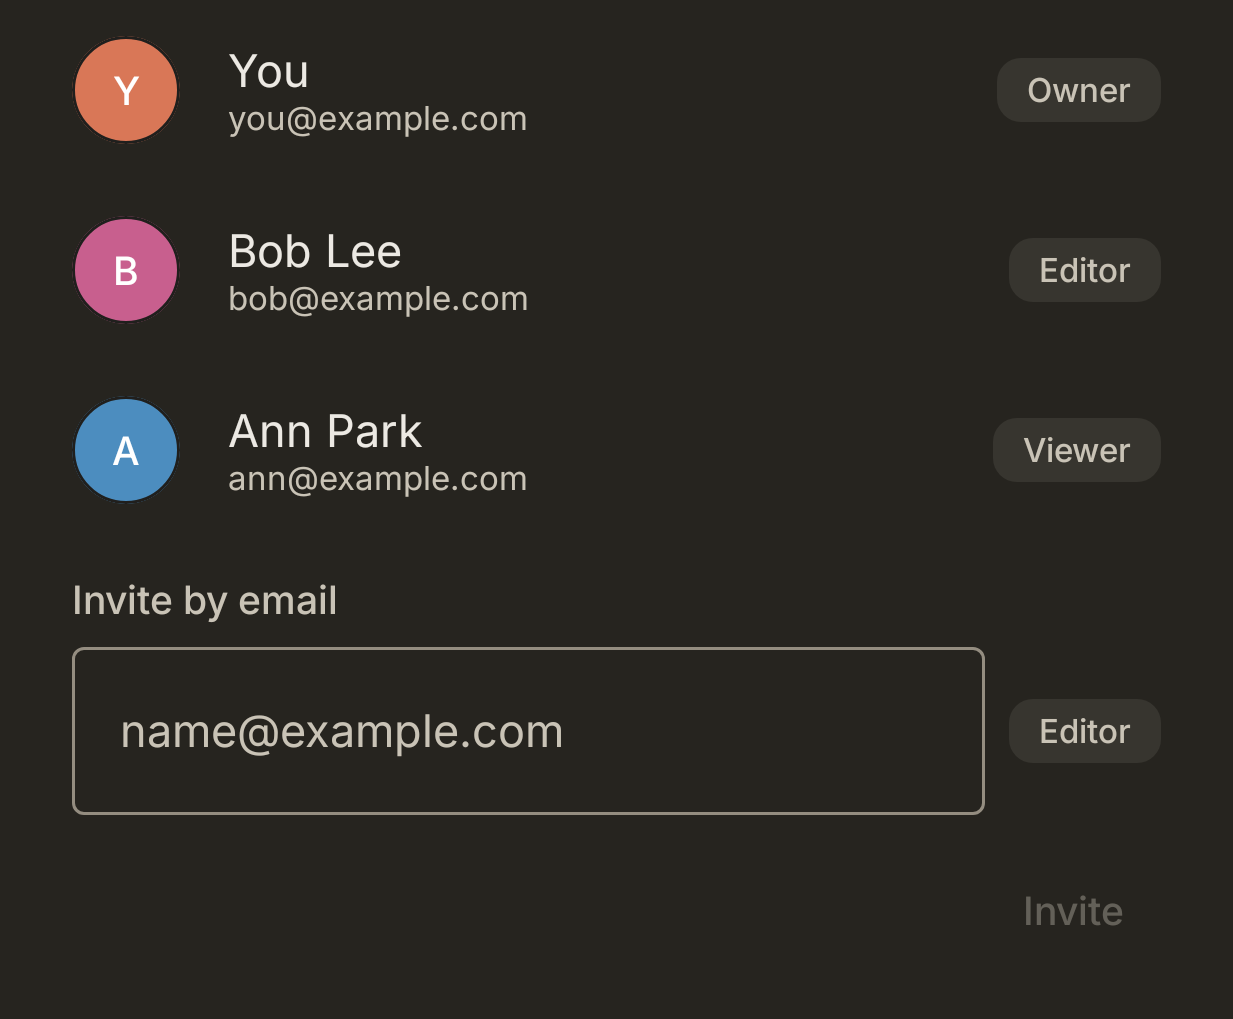 Y
You
you@example.com
Owner
B
Bob Lee
bob@example.com
Editor
A
Ann Park
ann@example.com
Viewer
Invite by email
name@example.com
Editor
Invite